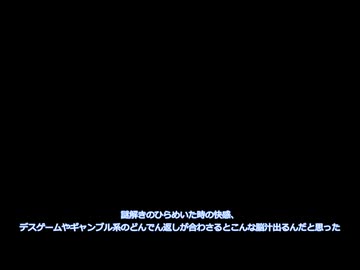 謎解きのひらめいた時の快感、
デスゲームやギャンブル系のどんでん返しが合わさるとこんな脳汁出るんだと思った